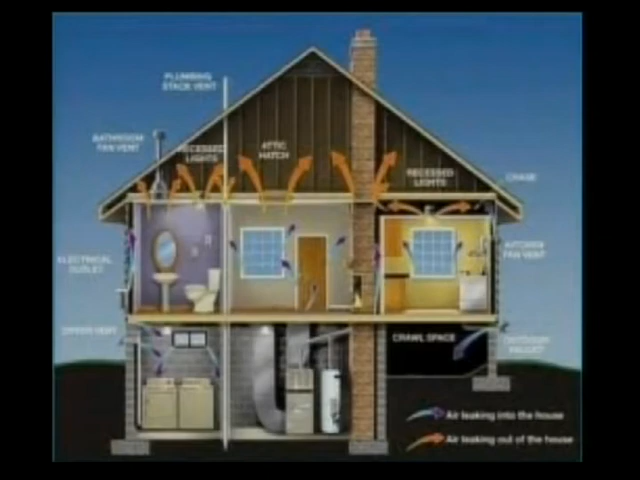 PLUMBING
STACK VENT
BATHROOM
FAN VENT
RECESSED
LIGHTS
ATTIC
HATCH
RECESSED
LIGHTS
CHASE
ELECTRICAL
OUTLET
KITCHEN
FAN VENT
DRYER VENT
CRAWL SPACE
OUTDOOR
FAUCET
Air leaking into the house
Air leaking out of the house